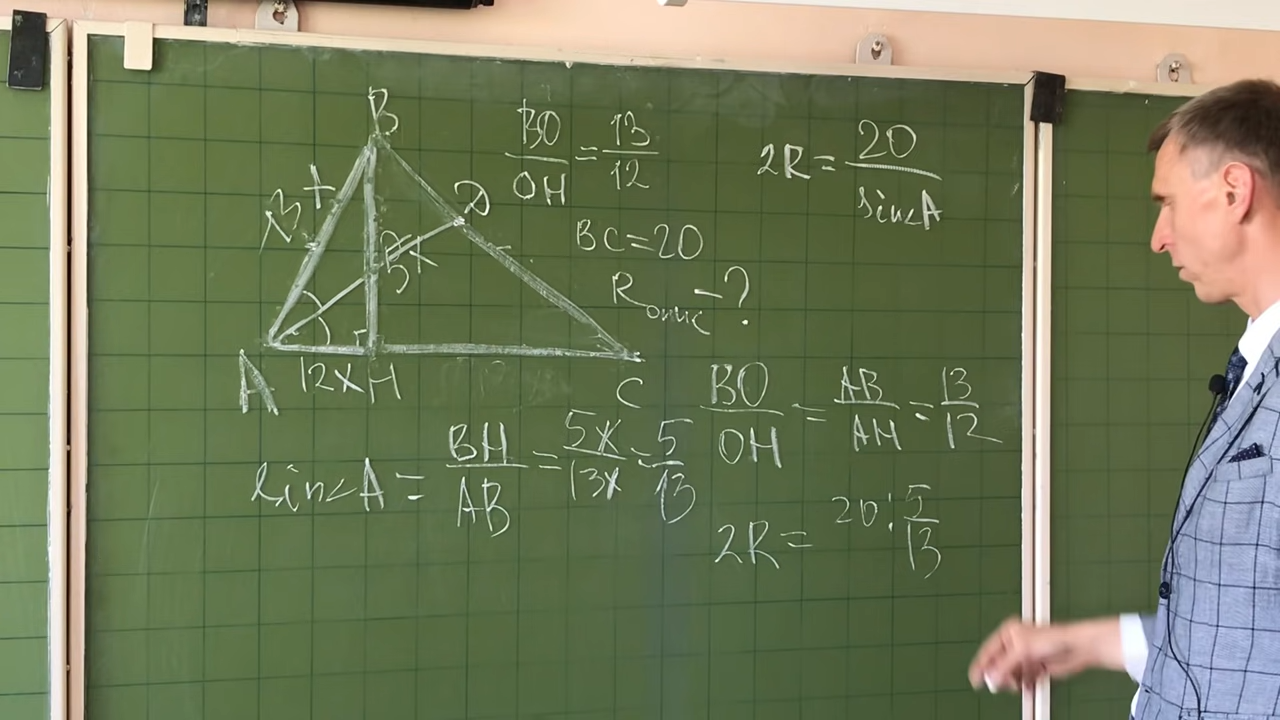 B
BO/OH = 13/12
2R = 20/sin∠A
13x
D
5x
BC = 20
Rопис - ?
A
12x
H
C
BO/OH = AB/AH = 13/12
sin∠A = BH/AB = 5x/13x = 5/13
2R = 20 : 5/13